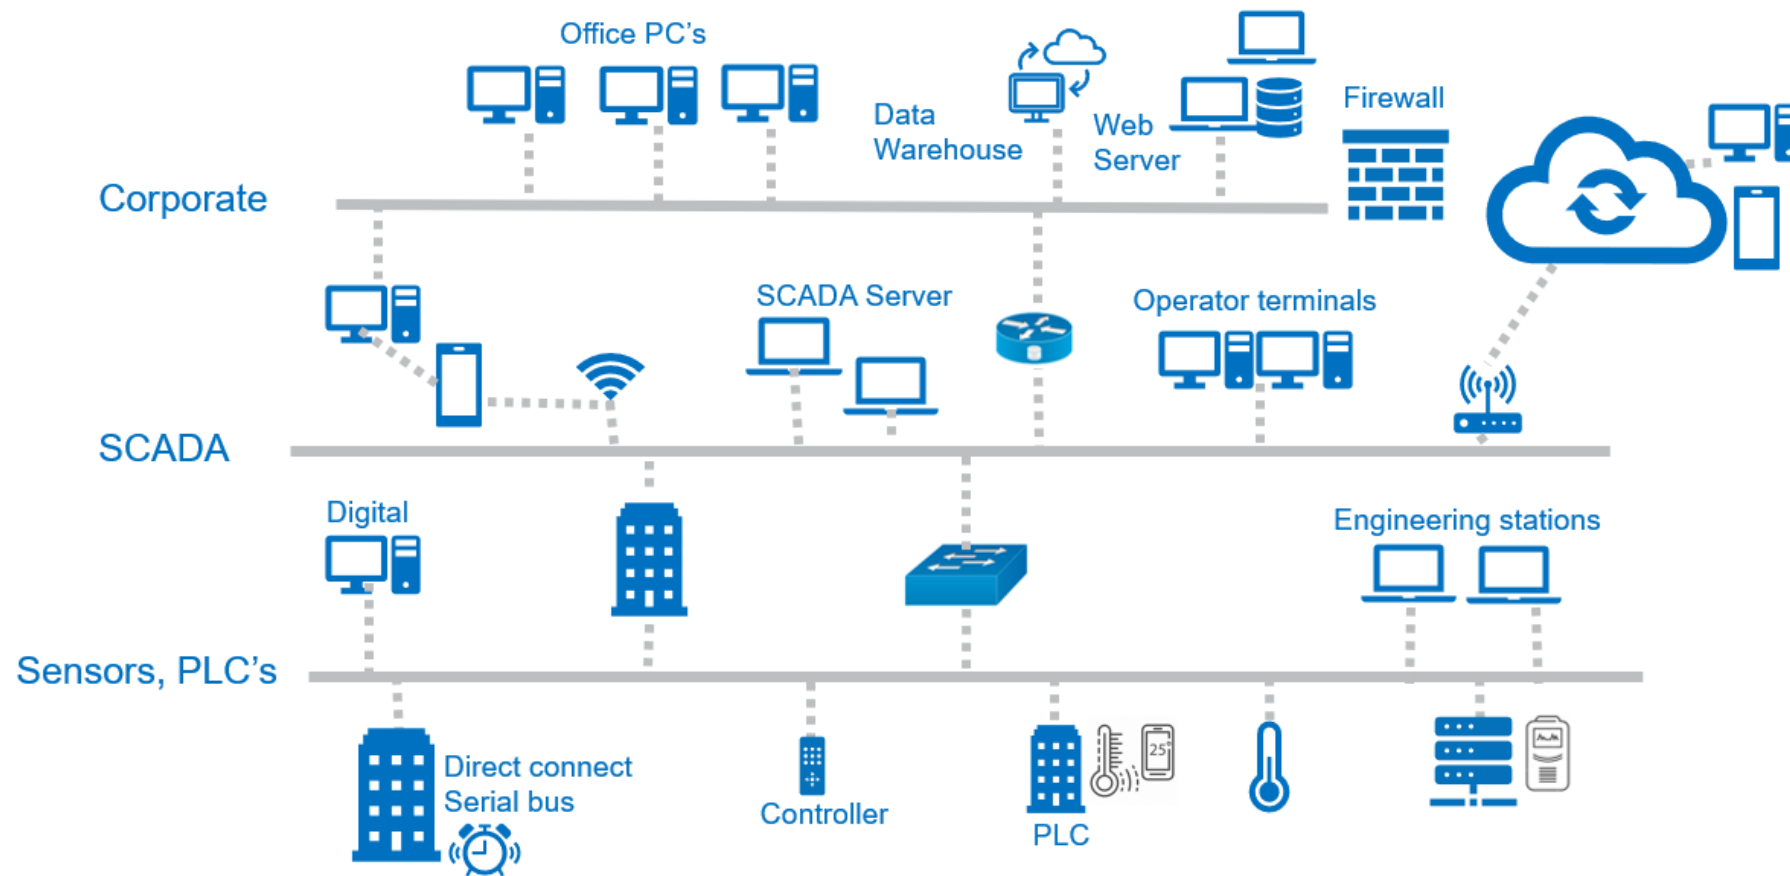 Office PC's
Data
Warehouse
Web
Server
Firewall
Corporate
SCADA Server
Operator terminals
SCADA
Digital
Engineering stations
Sensors, PLC's
Direct connect
Serial bus
Controller
PLC
25°